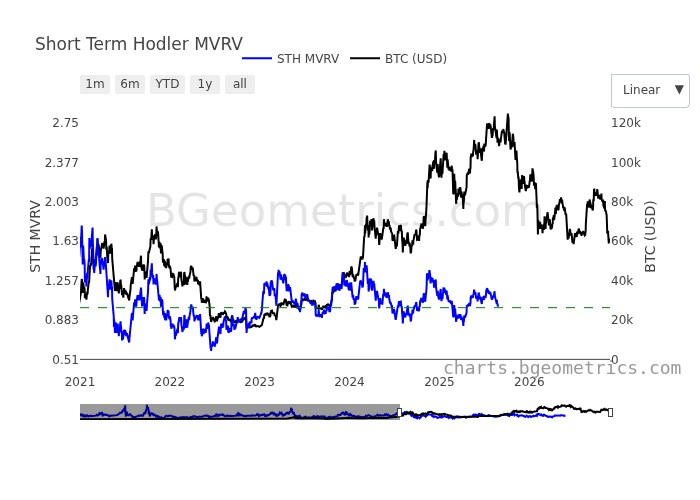 Short Term Hodler MVRV
STH MVRV BTC (USD)
1m 6m YTD 1y all
Linear ▼
2.75 120k
2.377 100k
2.003 80k
1.63 60k
1.257 40k
0.883 20k
0.51 0
STH MVRV
BTC (USD)
BGeometrics.com
2021 2022 2023 2024 2025 2026
charts.bgeometrics.com